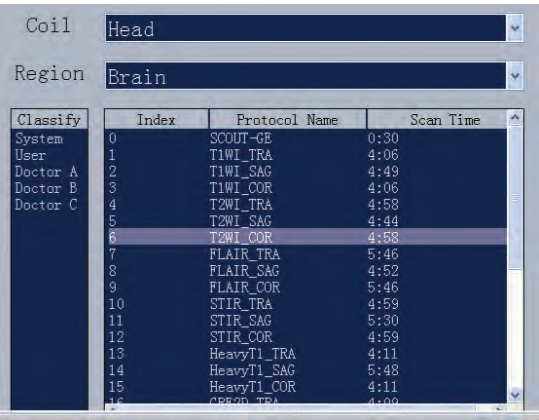 Coil Head
Region Brain
Classify
System
User
Doctor A
Doctor B
Doctor C
Index Protocol Name Scan Time
0 SCOUT-GE 0:30
1 T1WI_TRA 4:06
2 T1WI_SAG 4:49
3 T1WI_COR 4:06
4 T2WI_TRA 4:58
5 T2WI_SAG 4:44
6 T2WI_COR 4:58
7 FLAIR_TRA 5:46
8 FLAIR_SAG 4:52
9 FLAIR_COR 5:46
10 STIR_TRA 4:59
11 STIR_SAG 5:30
12 STIR_COR 4:59
13 HeavyT1_TRA 4:11
14 HeavyT1_SAG 5:48
15 HeavyT1_COR 4:11
16 GRE2D_TRA 4:09